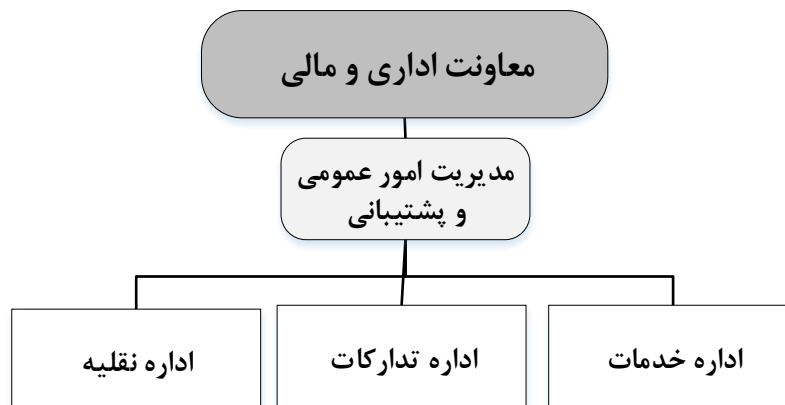 معاونت اداری و مالی
مدیریت امور عمومی
و پشتیبانی
اداره خدمات
اداره تدارکات
اداره نقلیه